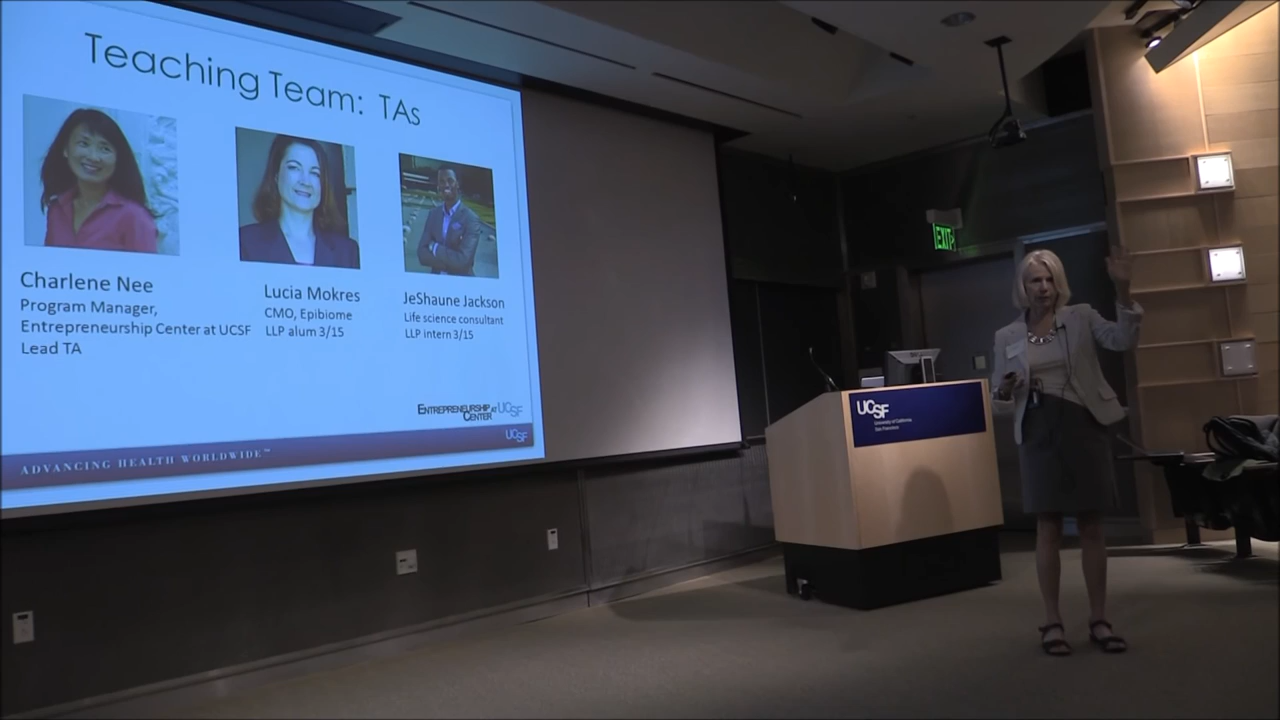 Teaching Team: TAs
Charlene Nee
Program Manager,
Entrepreneurship Center at UCSF
Lead TA
Lucia Mokres
CMO, Epibiome
LLP alum 3/15
JeShaune Jackson
Life science consultant
LLP intern 3/15
ENTREPRENEURSHIP AT UCSF
CENTER
UCSF
ADVANCING HEALTH WORLDWIDE™
EXIT
UCSF
University of California
San Francisco